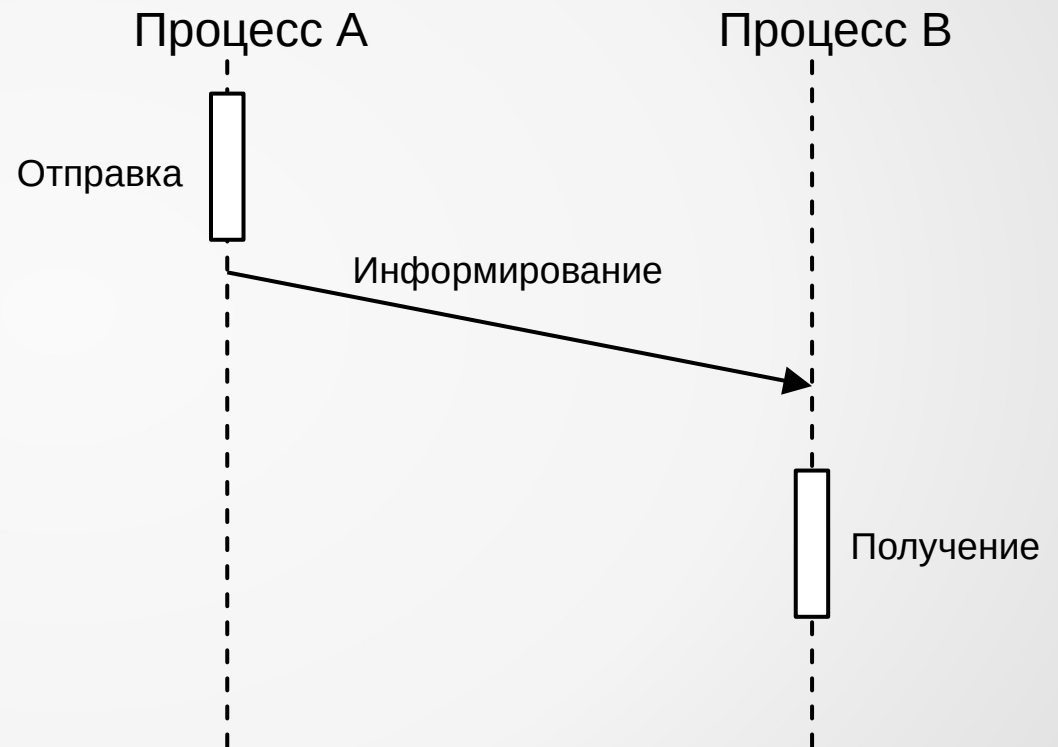 Процесс A
Процесс B
Отправка
Информирование
Получение